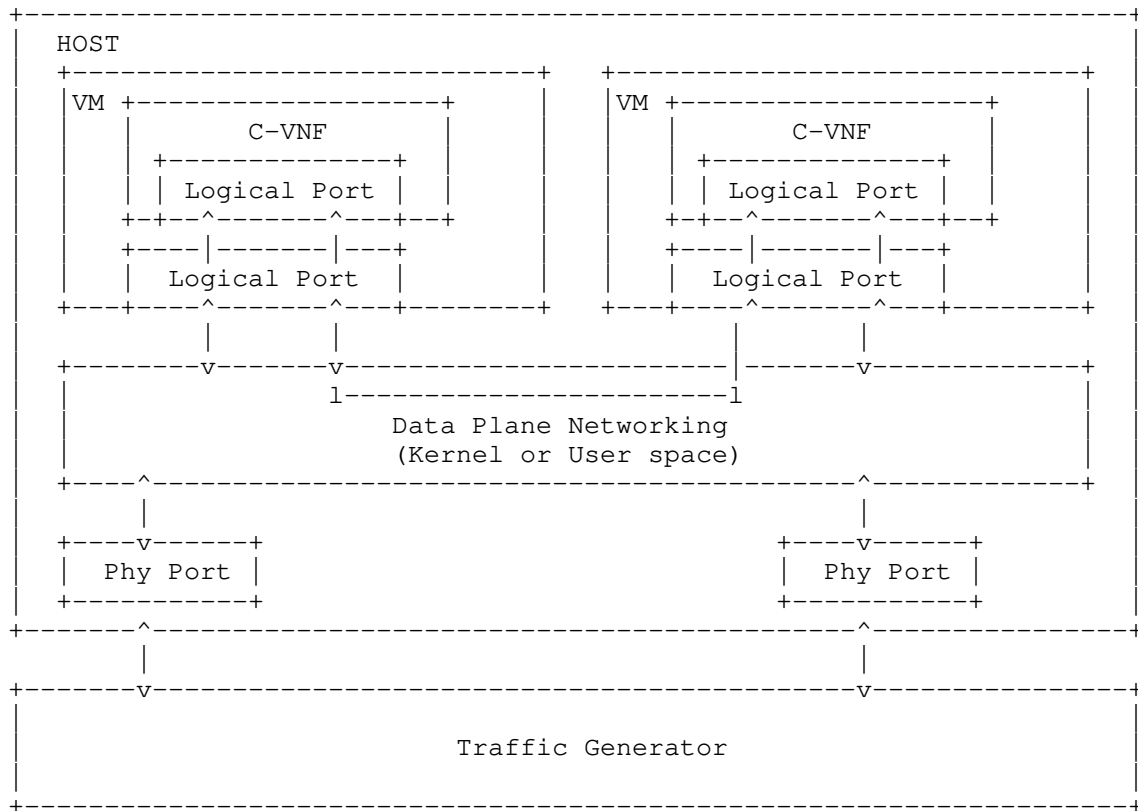 HOST
VM VM
C-VNF C-VNF
Logical Port Logical Port
Logical Port Logical Port
Data Plane Networking
(Kernel or User space)
Phy Port Phy Port
Traffic Generator